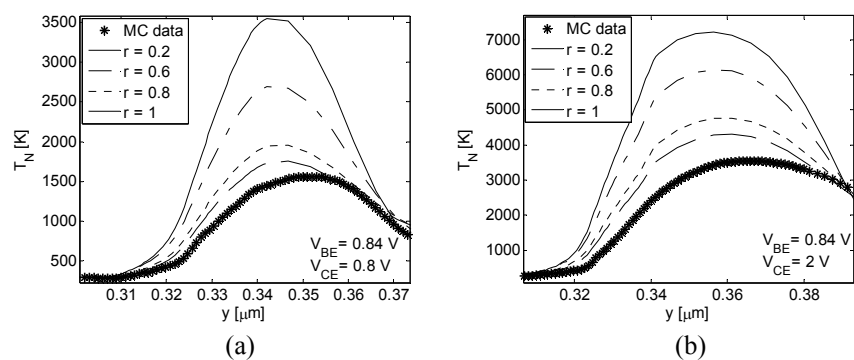 3500
3000
2500
2000
1500
1000
500
T_N [K]
MC data
r = 0.2
r = 0.6
r = 0.8
r = 1
V_BE= 0.84 V
V_CE= 0.8 V
0.31 0.32 0.33 0.34 0.35 0.36 0.37
y [μm]
(a)
7000
6000
5000
4000
3000
2000
1000
T_N [K]
MC data
r = 0.2
r = 0.6
r = 0.8
r = 1
V_BE= 0.84 V
V_CE= 2 V
0.32 0.34 0.36 0.38
y [μm]
(b)